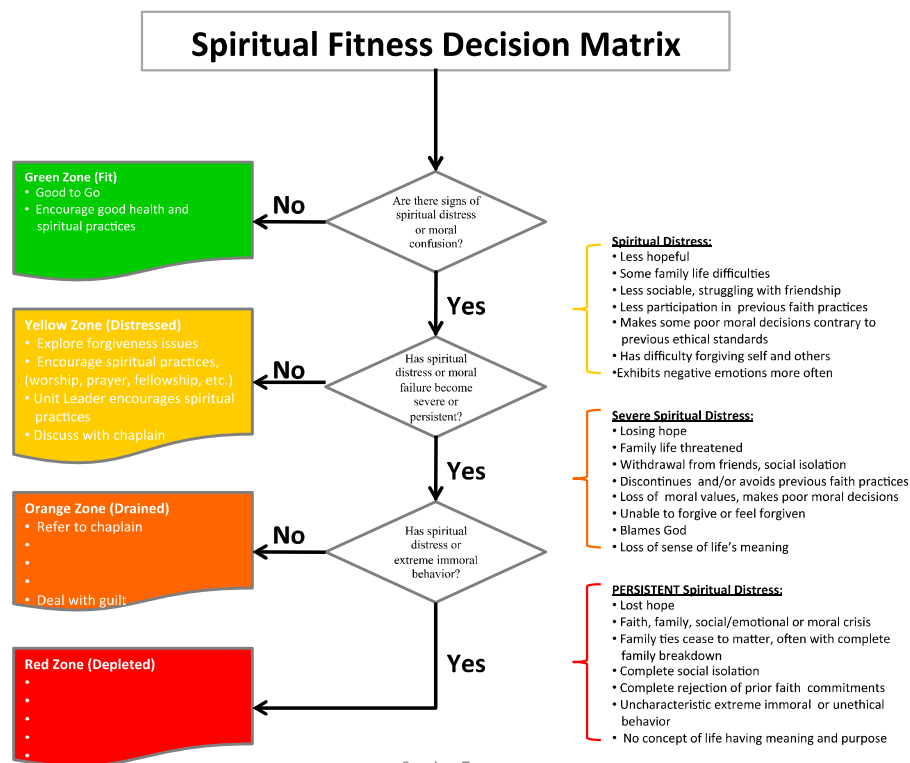 Spiritual Fitness Decision Matrix
Green Zone (Fit)
• Good to Go
• Encourage good health and
spiritual practices
No
Are there signs of
spiritual distress
or moral
confusion?
Yes
Yellow Zone (Distressed)
• Explore forgiveness issues
• Encourage spiritual practices,
(worship, prayer, fellowship, etc.)
• Unit Leader encourages spiritual
practices
• Discuss with chaplain
No
Has spiritual
distress or moral
failure become
severe or
persistent?
Yes
Orange Zone (Drained)
• Refer to chaplain
•
•
•
• Deal with guilt
No
Has spiritual
distress or
extreme immoral
behavior?
Yes
Red Zone (Depleted)
•
•
•
•
•
Spiritual Distress:
• Less hopeful
• Some family life difficulties
• Less sociable, struggling with friendship
• Less participation in previous faith practices
• Makes some poor moral decisions contrary to
previous ethical standards
• Has difficulty forgiving self and others
•Exhibits negative emotions more often
Severe Spiritual Distress:
• Losing hope
• Family life threatened
• Withdrawal from friends, social isolation
• Discontinues and/or avoids previous faith practices
• Loss of moral values, makes poor moral decisions
• Unable to forgive or feel forgiven
• Blames God
• Loss of sense of life's meaning
PERSISTENT Spiritual Distress:
• Lost hope
• Faith, family, social/emotional or moral crisis
• Family ties cease to matter, often with complete
family breakdown
• Complete social isolation
• Complete rejection of prior faith commitments
• Uncharacteristic extreme immoral or unethical
behavior
• No concept of life having meaning and purpose